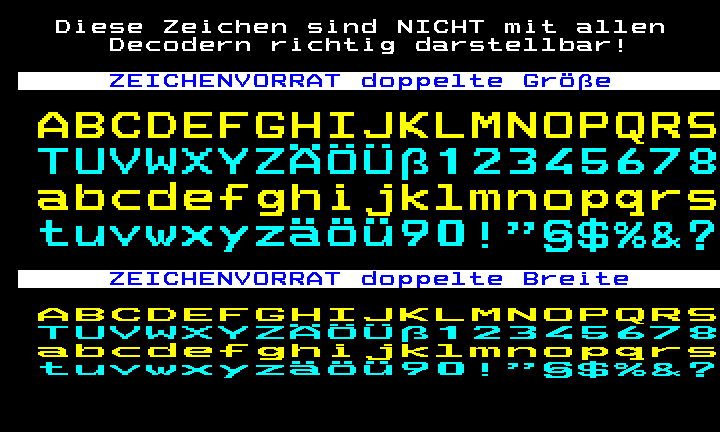 Diese Zeichen sind NICHT mit allen
Decodern richtig darstellbar!
ZEICHENVORRAT doppelte Größe
ABCDEFGHIJKLMNOPQRS
TUVWXYZÄÖÜß12345678
abcdefghijklmnopqrs
tuvwxyzäöü90!"§$%&?
ZEICHENVORRAT doppelte Breite
ABCDEFGHIJKLMNOPQRS
TUVWXYZÄÖÜß12345678
abcdefghijklmnopqrs
tuvwxyzäöü90!"§$%&?